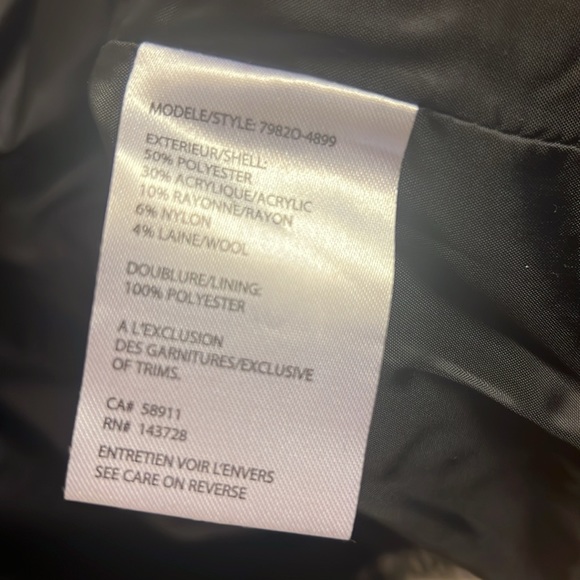 MODELE/STYLE: 7982O-4899
EXTERIEUR/SHELL:
50% POLYESTER
30% ACRYLIQUE/ACRYLIC
10% RAYONNE/RAYON
6% NYLON
4% LAINE/WOOL
DOUBLURE/LINING:
100% POLYESTER
A L'EXCLUSION
DES GARNITURES/EXCLUSIVE
OF TRIMS.
CA# 58911
RN# 143728
ENTRETIEN VOIR L'ENVERS
SEE CARE ON REVERSE